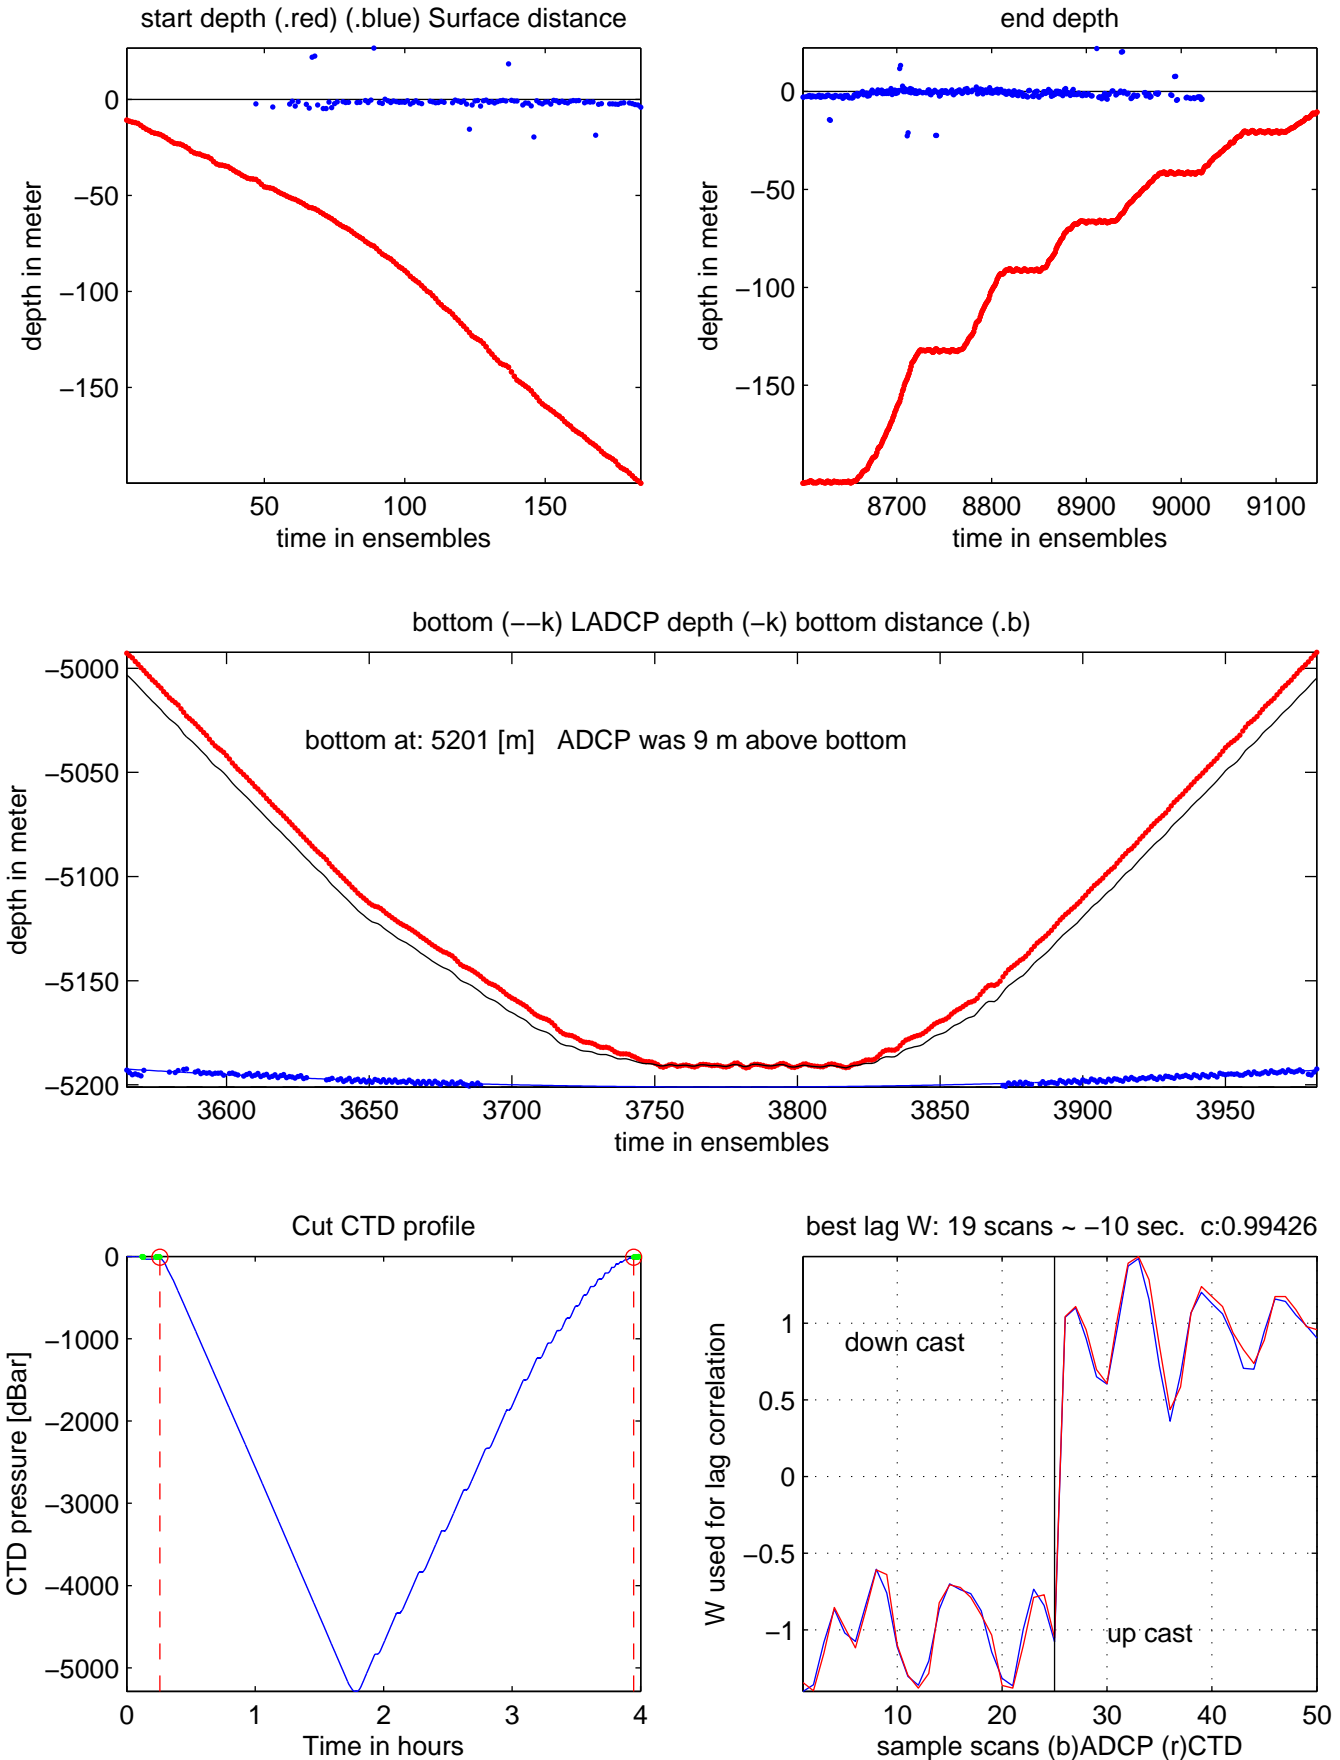 start depth (.red) (.blue) Surface distance
end depth
0
−50
−100
−150
depth in meter
50 100 150
time in ensembles
0
−50
−100
−150
depth in meter
8700 8800 8900 9000 9100
time in ensembles
bottom (−−k) LADCP depth (−k) bottom distance (.b)
−5000
−5050
−5100
−5150
−5200
depth in meter
bottom at: 5201 [m] ADCP was 9 m above bottom
3600 3650 3700 3750 3800 3850 3900 3950
time in ensembles
Cut CTD profile
0
−1000
−2000
−3000
−4000
−5000
CTD pressure [dBar]
0 1 2 3 4
Time in hours
best lag W: 19 scans ~ −10 sec. c:0.99426
1
0.5
0
−0.5
−1
W used for lag correlation
down cast
up cast
10 20 30 40 50
sample scans (b)ADCP (r)CTD